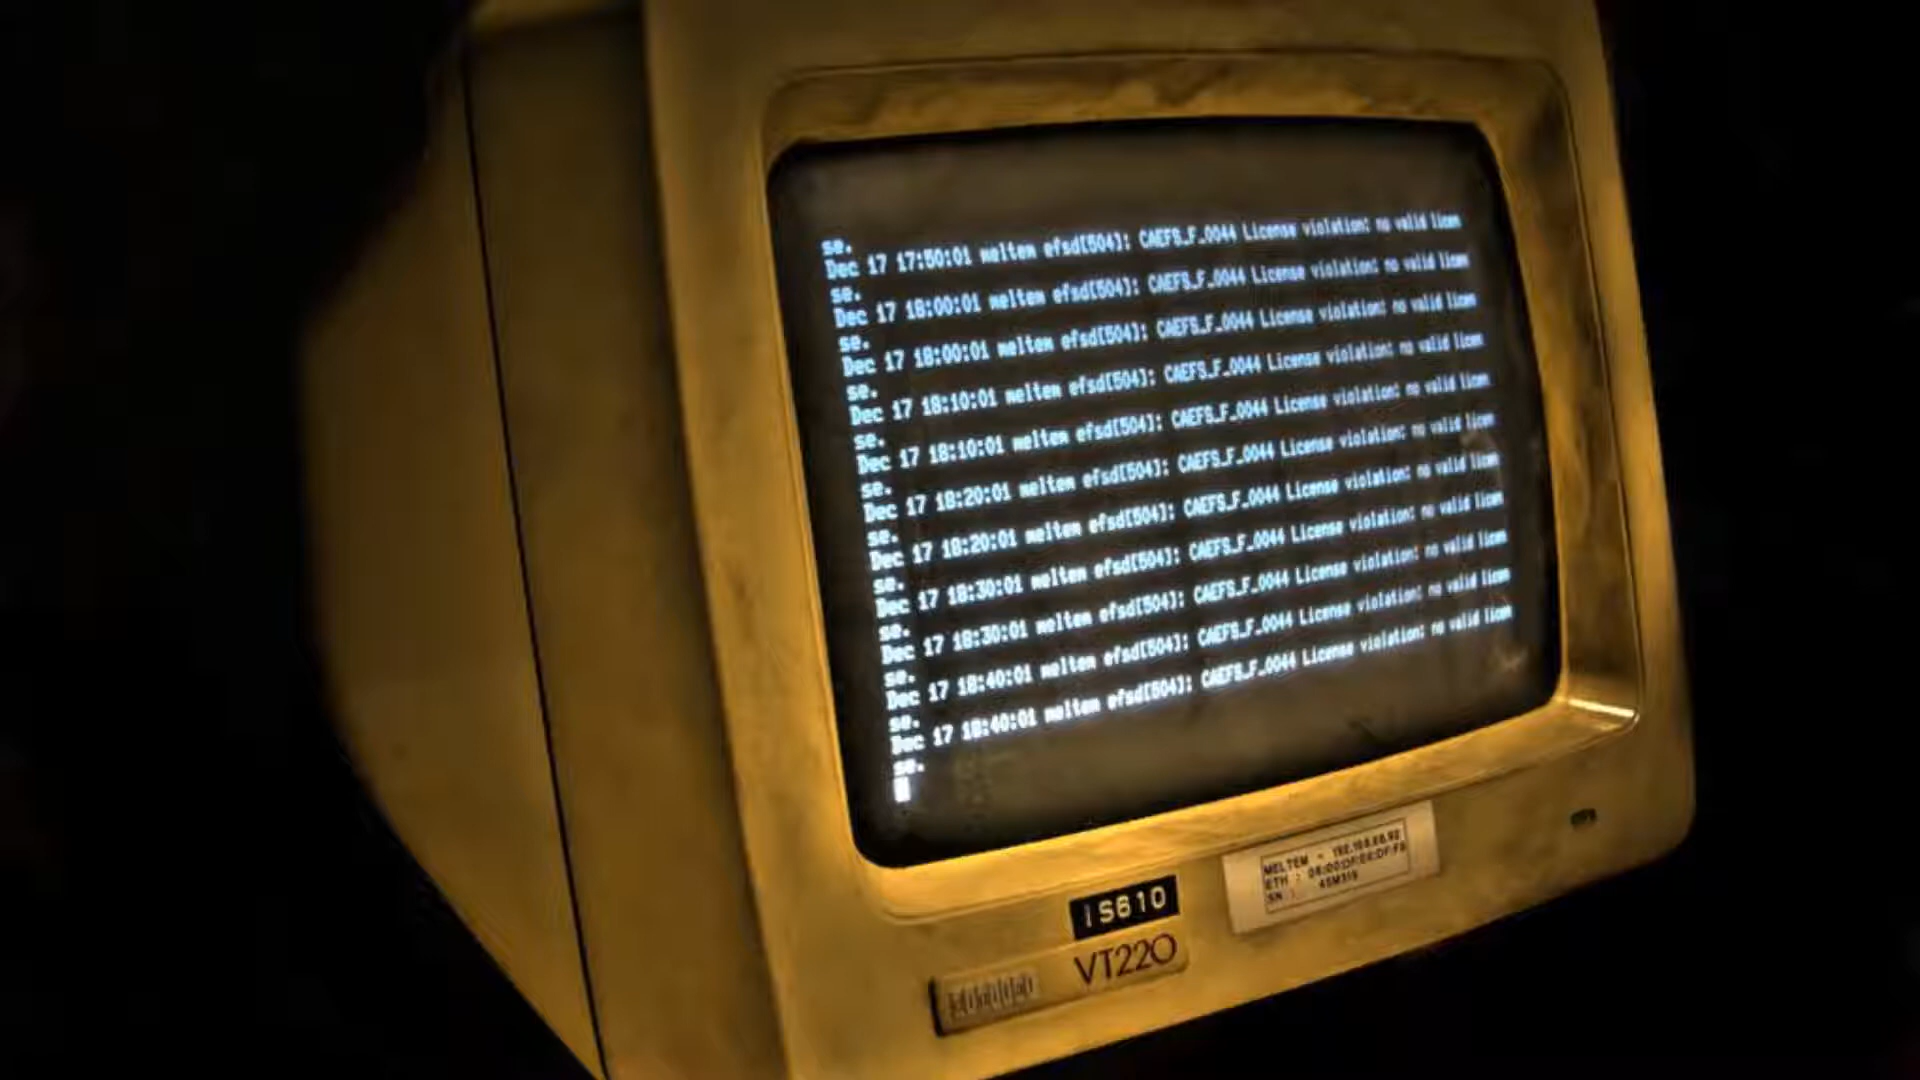 se.
Dec 17 17:50:01 meltem efsd[504]: CAEFS_F_0044 License violation: no valid licen
se.
Dec 17 18:00:01 meltem efsd[504]: CAEFS_F_0044 License violation: no valid licen
se.
Dec 17 18:00:01 meltem efsd[504]: CAEFS_F_0044 License violation: no valid licen
se.
Dec 17 18:10:01 meltem efsd[504]: CAEFS_F_0044 License violation: no valid licen
se.
Dec 17 18:10:01 meltem efsd[504]: CAEFS_F_0044 License violation: no valid licen
se.
Dec 17 18:20:01 meltem efsd[504]: CAEFS_F_0044 License violation: no valid licen
se.
Dec 17 18:20:01 meltem efsd[504]: CAEFS_F_0044 License violation: no valid licen
se.
Dec 17 18:30:01 meltem efsd[504]: CAEFS_F_0044 License violation: no valid licen
se.
Dec 17 18:30:01 meltem efsd[504]: CAEFS_F_0044 License violation: no valid licen
se.
Dec 17 18:40:01 meltem efsd[504]: CAEFS_F_0044 License violation: no valid licen
se.
Dec 17 18:40:01 meltem efsd[504]: CAEFS_F_0044 License violation: no valid licen
se.
MELTEM -
ETH :
SN :
IS610
VT220